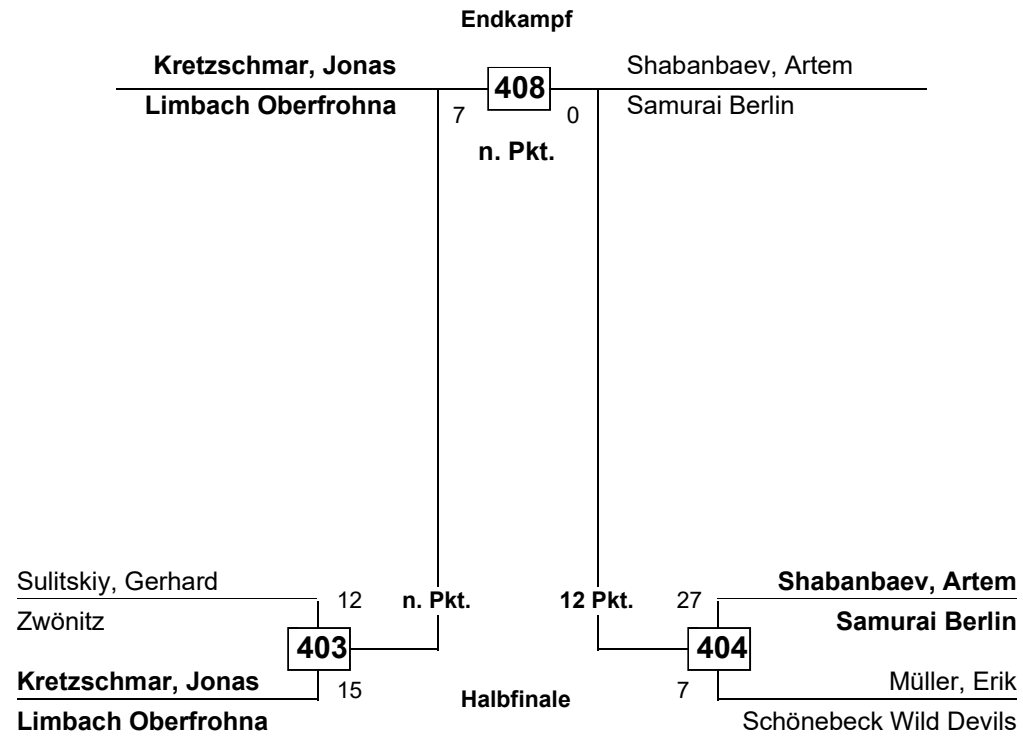 Endkampf
Kretzschmar, Jonas
Limbach Oberfrohna
408
Shabanbaev, Artem
Samurai Berlin
7
0
n. Pkt.
Sulitskiy, Gerhard
Zwönitz
12
403
n. Pkt.
Kretzschmar, Jonas
Limbach Oberfrohna
15
Halbfinale
12 Pkt.
27
404
Shabanbaev, Artem
Samurai Berlin
7
Müller, Erik
Schönebeck Wild Devils